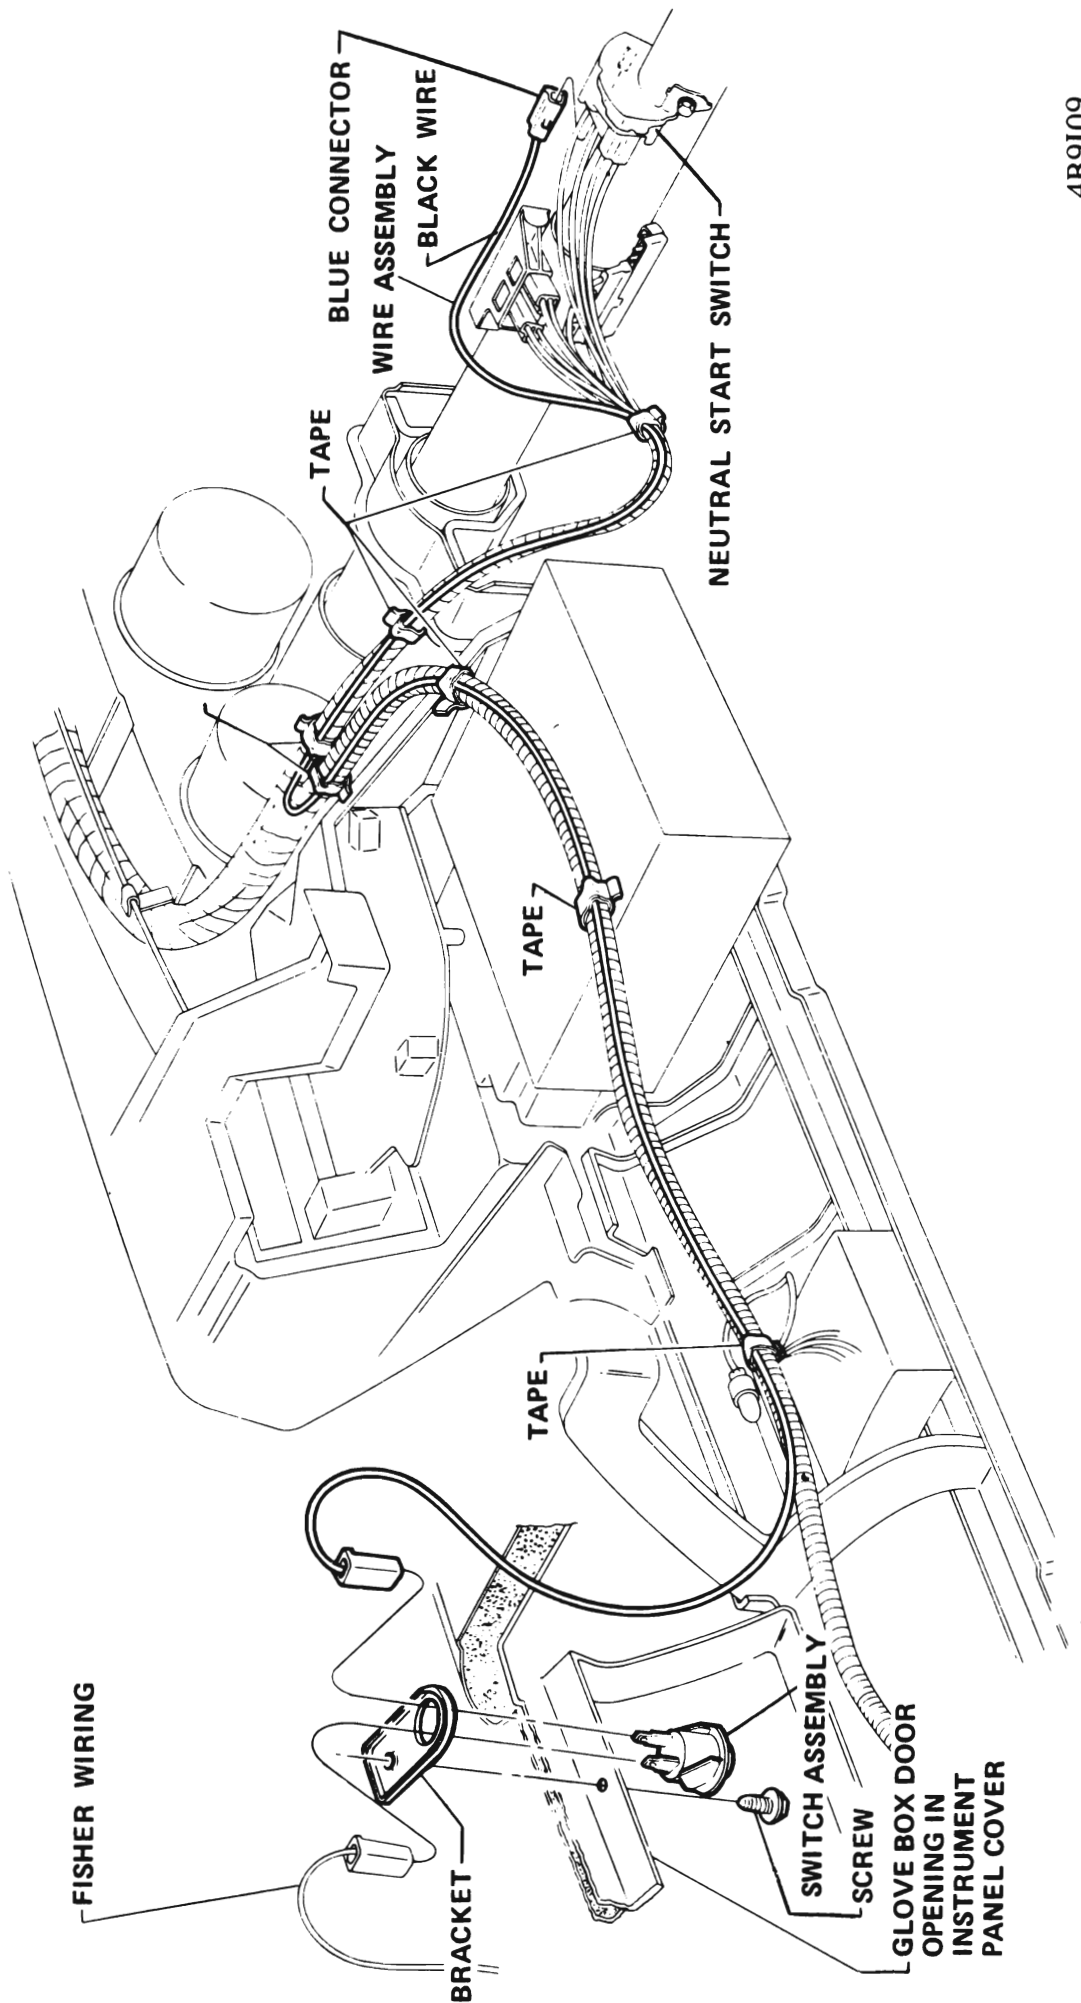 FISHER WIRING
BRACKET
TAPE
TAPE
TAPE
BLUE CONNECTOR
WIRE ASSEMBLY
BLACK WIRE
NEUTRAL START SWITCH
SWITCH ASSEMBLY
SCREW
GLOVE BOX DOOR
OPENING IN
INSTRUMENT
PANEL COVER